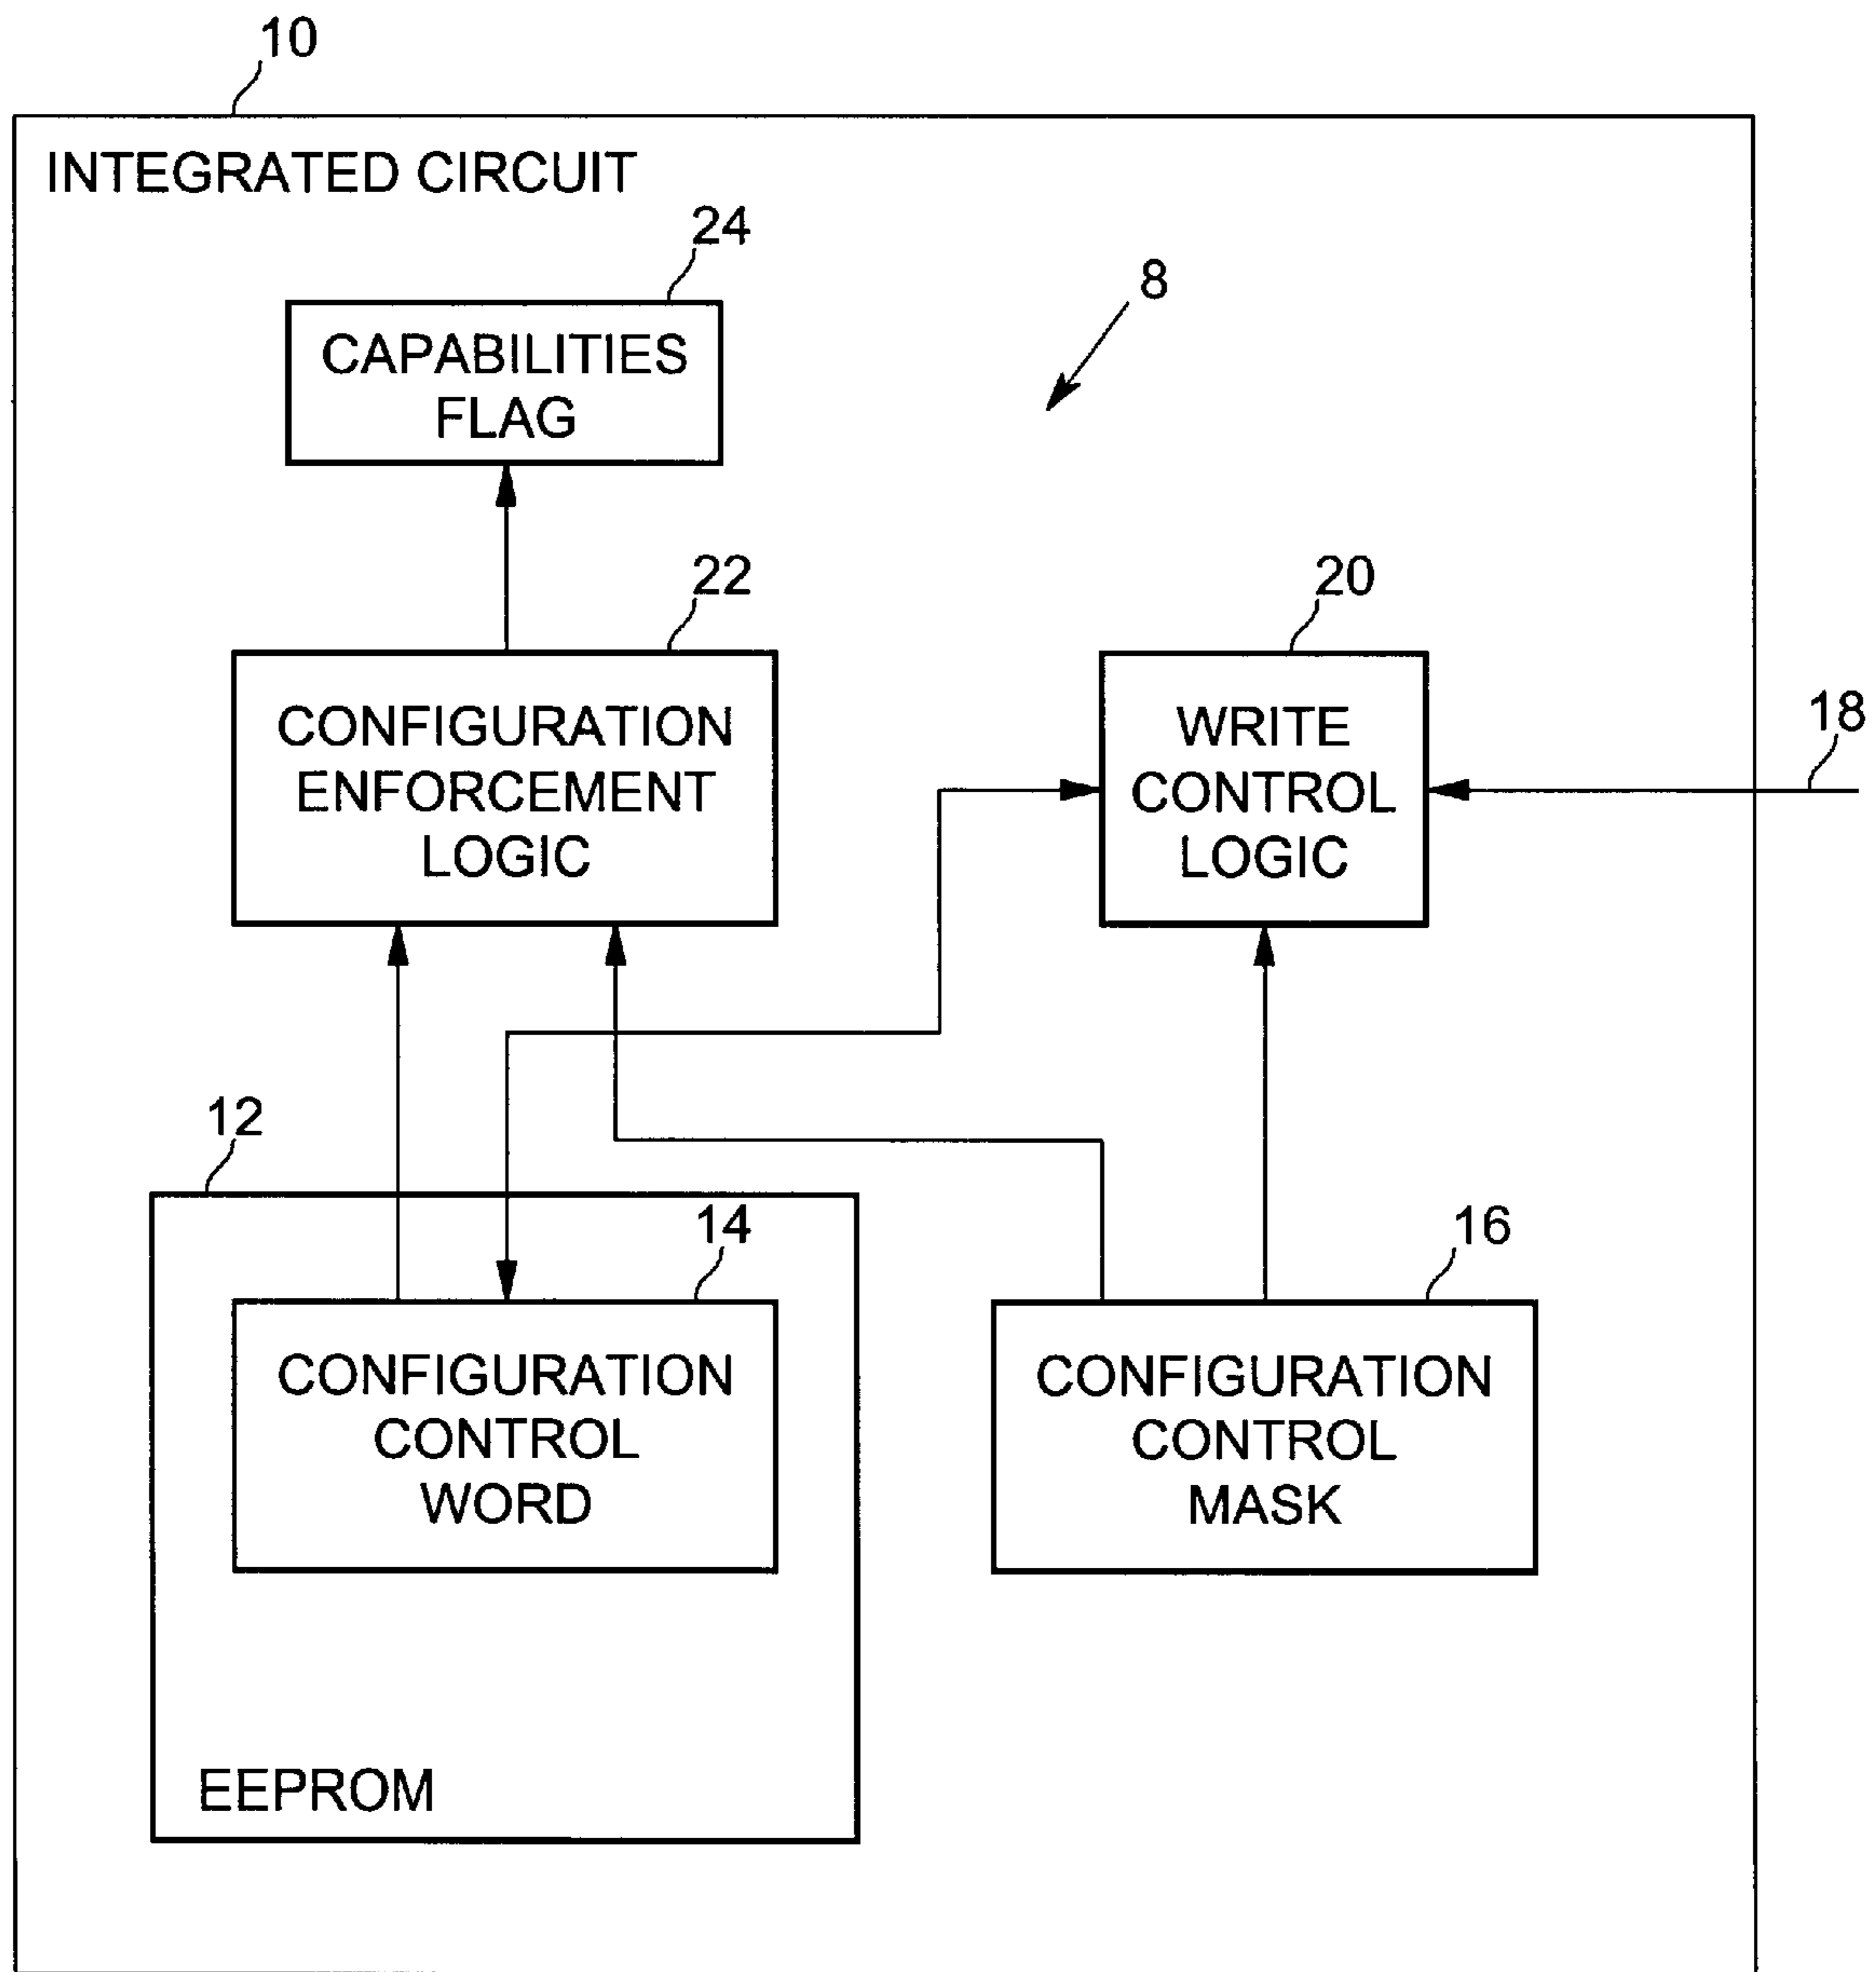 10
INTEGRATED CIRCUIT
24
8
CAPABILITIES
FLAG
22
20
CONFIGURATION
ENFORCEMENT
LOGIC
WRITE
CONTROL
LOGIC
18
12
14
16
CONFIGURATION
CONTROL
WORD
CONFIGURATION
CONTROL
MASK
EEPROM